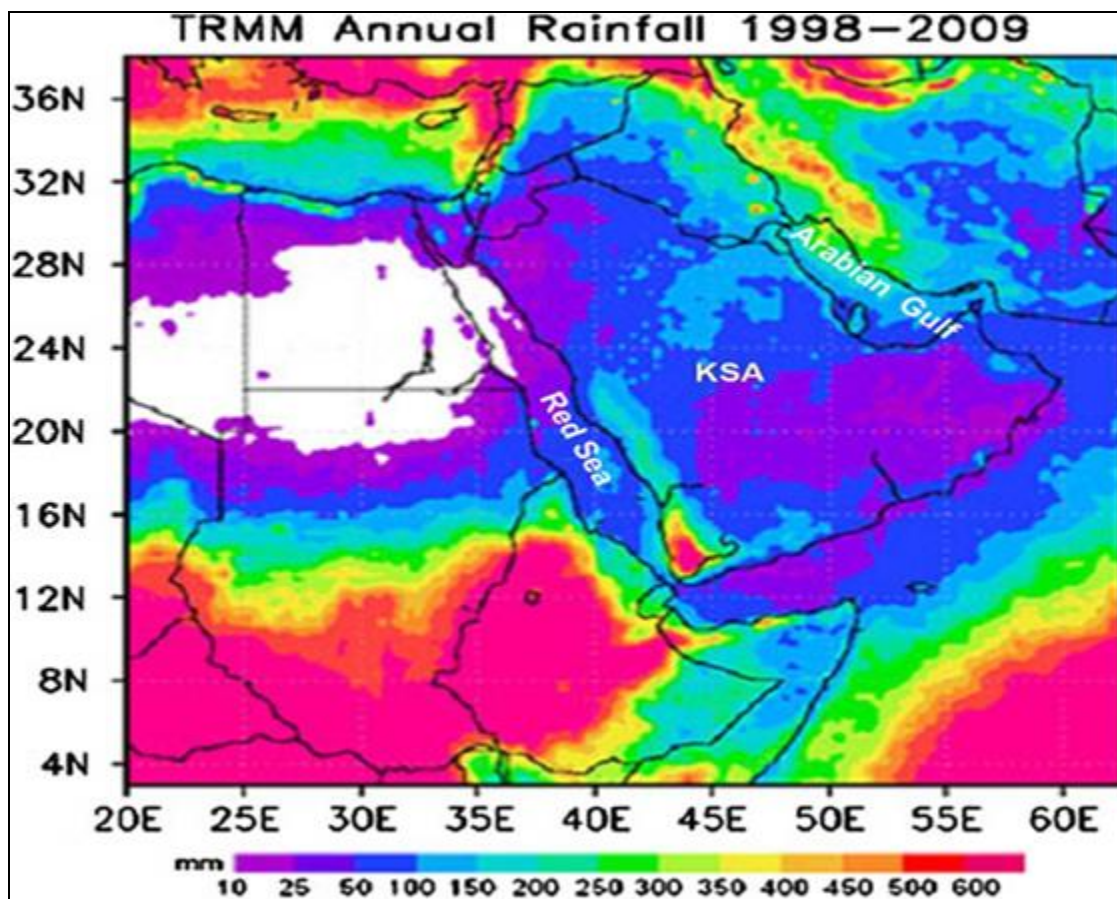 TRMM Annual Rainfall 1998-2009
36N
32N
28N
24N
20N
16N
12N
8N
4N
Arabian Gulf
KSA
Red Sea
20E 25E 30E 35E 40E 45E 50E 55E 60E
mm
10 25 50 100 150 200 250 300 350 400 450 500 600